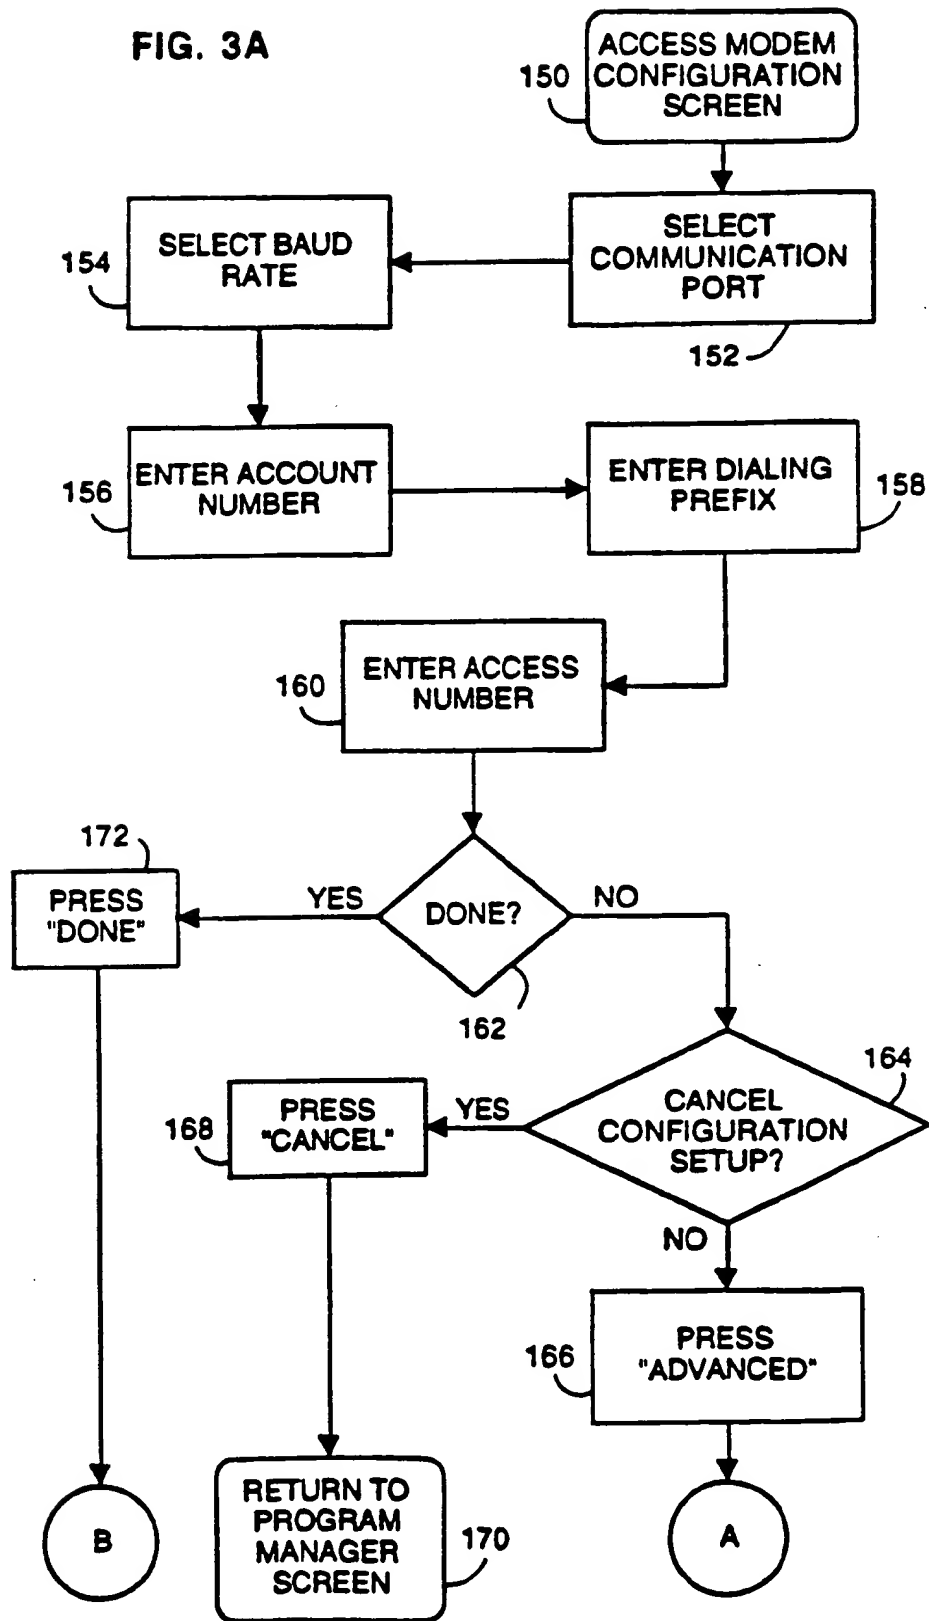 FIG. 3A
ACCESS MODEM
CONFIGURATION
SCREEN
150
SELECT
COMMUNICATION
PORT
152
SELECT BAUD
RATE
154
ENTER ACCOUNT
NUMBER
156
ENTER DIALING
PREFIX
158
ENTER ACCESS
NUMBER
160
DONE?
162
YES
NO
172
PRESS
"DONE"
164
CANCEL
CONFIGURATION
SETUP?
YES
NO
168
PRESS
"CANCEL"
166
PRESS
"ADVANCED"
B
RETURN TO
PROGRAM
MANAGER
SCREEN
170
A